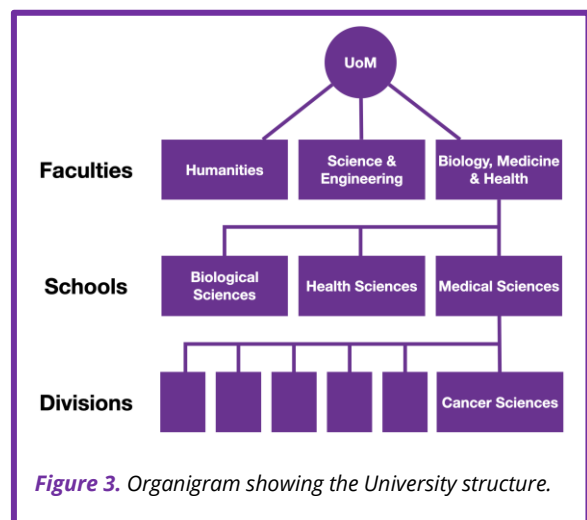 UoM
Faculties
Humanities
Science &
Engineering
Biology, Medicine
& Health
Schools
Biological
Sciences
Health Sciences
Medical Sciences
Divisions
Cancer Sciences
Figure 3. Organigram showing the University structure.